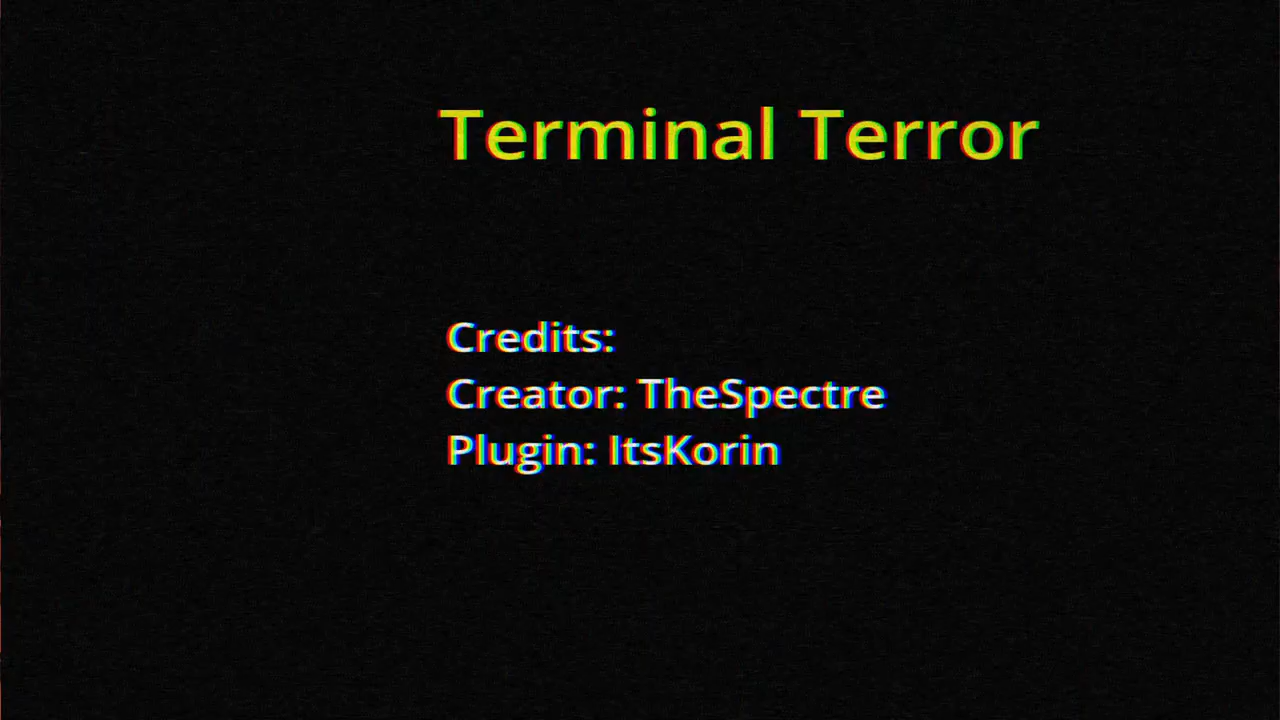 Terminal Terror
Credits:
Creator: TheSpectre
Plugin: ItsKorin